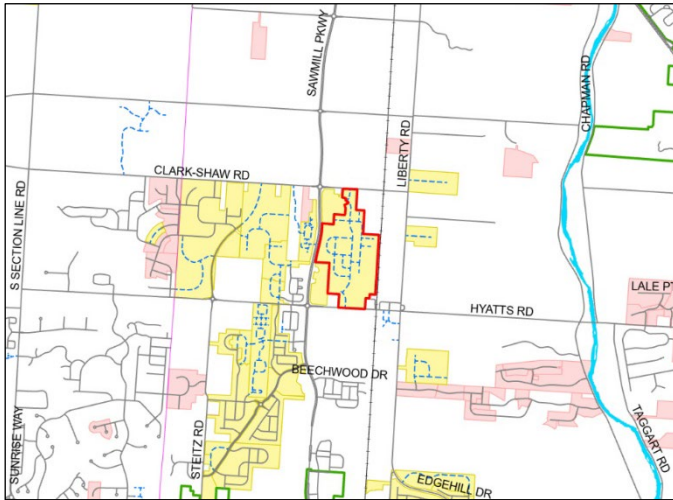 SAWMILL PKWY
CHAPMAN RD
LIBERTY RD
CLARK-SHAW RD
S SECTION LINE RD
LALE PT
HYATTS RD
BEECHWOOD DR
SUNRISE WAY
STEITZ RD
TAGGART RD
EDGEHILL DR